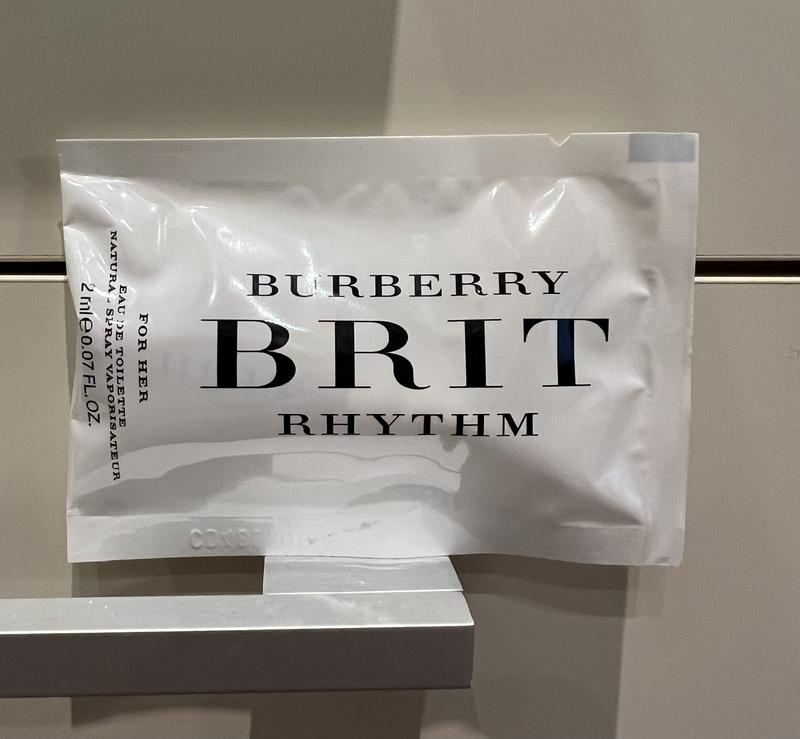 BURBERRY
BRIT
RHYTHM
FOR HER
EAU DE TOILETTE
NATURAL SPRAY VAPORISATEUR
2 ml e 0.07 FL.OZ.